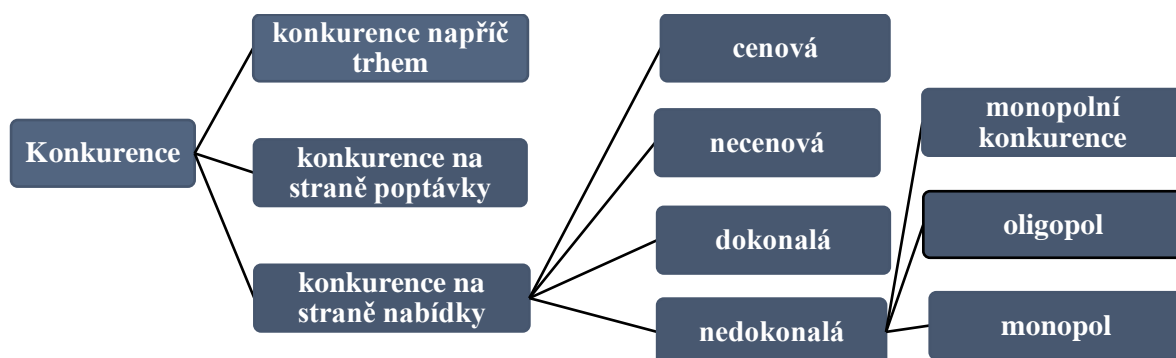 Konkurence
konkurence napříč
trhem
konkurence na
straně poptávky
konkurence na
straně nabídky
cenová
necenová
dokonalá
nedokonalá
monopolní
konkurence
oligopol
monopol